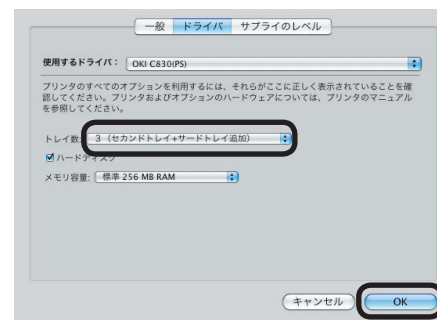 一般 ドライバ サプライのレベル
使用するドライバ： OKI C830(PS)
プリンタのすべてのオプションを利用するには、それらがここに正しく表示されていることを確
認してください。プリンタおよびオプションのハードウェアについては、プリンタのマニュアル
を参照してください。
トレイ数: 3（セカンドトレイ+サードトレイ追加）
ハードディスク
メモリ容量: 標準 256 MB RAM
キャンセル OK